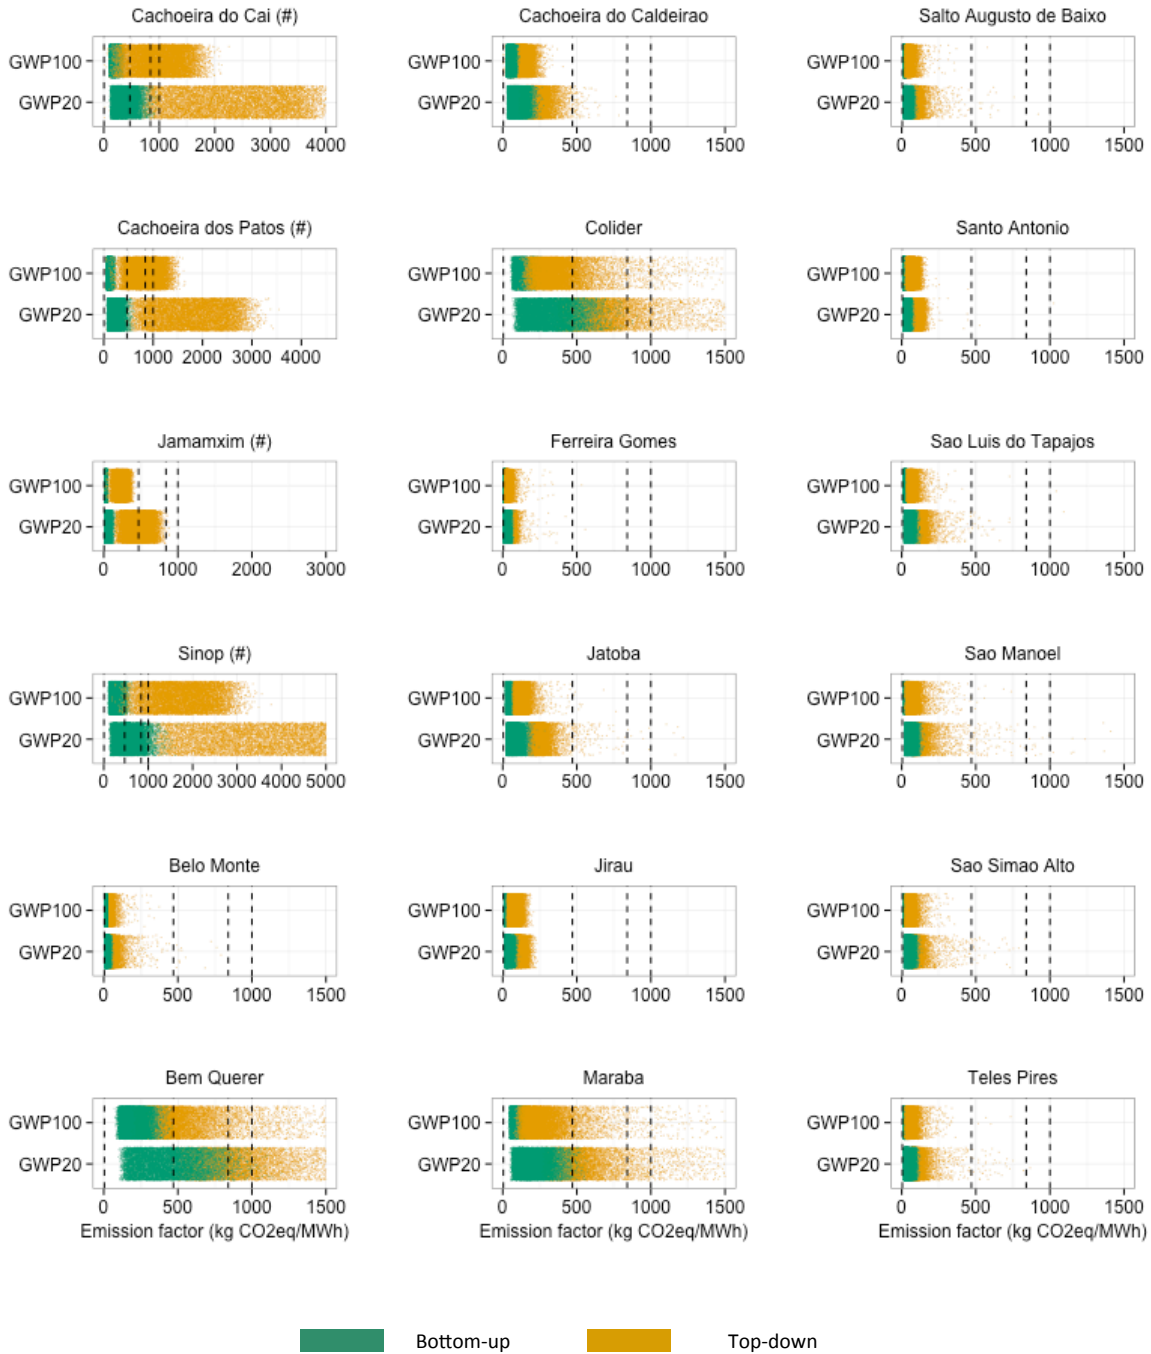 Cachoeira do Cai (#)
GWP100
GWP20
0 1000 2000 3000 4000
Cachoeira do Caldeirao
GWP100
GWP20
0 500 1000 1500
Salto Augusto de Baixo
GWP100
GWP20
0 500 1000 1500
Cachoeira dos Patos (#)
GWP100
GWP20
0 1000 2000 3000 4000
Colider
GWP100
GWP20
0 500 1000 1500
Santo Antonio
GWP100
GWP20
0 500 1000 1500
Jamamxim (#)
GWP100
GWP20
0 1000 2000 3000
Ferreira Gomes
GWP100
GWP20
0 500 1000 1500
Sao Luis do Tapajos
GWP100
GWP20
0 500 1000 1500
Sinop (#)
GWP100
GWP20
0 1000 2000 3000 4000 5000
Jatoba
GWP100
GWP20
0 500 1000 1500
Sao Manoel
GWP100
GWP20
0 500 1000 1500
Belo Monte
GWP100
GWP20
0 500 1000 1500
Jirau
GWP100
GWP20
0 500 1000 1500
Sao Simao Alto
GWP100
GWP20
0 500 1000 1500
Bem Querer
GWP100
GWP20
0 500 1000 1500
Emission factor (kg CO2eq/MWh)
Maraba
GWP100
GWP20
0 500 1000 1500
Emission factor (kg CO2eq/MWh)
Teles Pires
GWP100
GWP20
0 500 1000 1500
Emission factor (kg CO2eq/MWh)
Bottom-up
Top-down